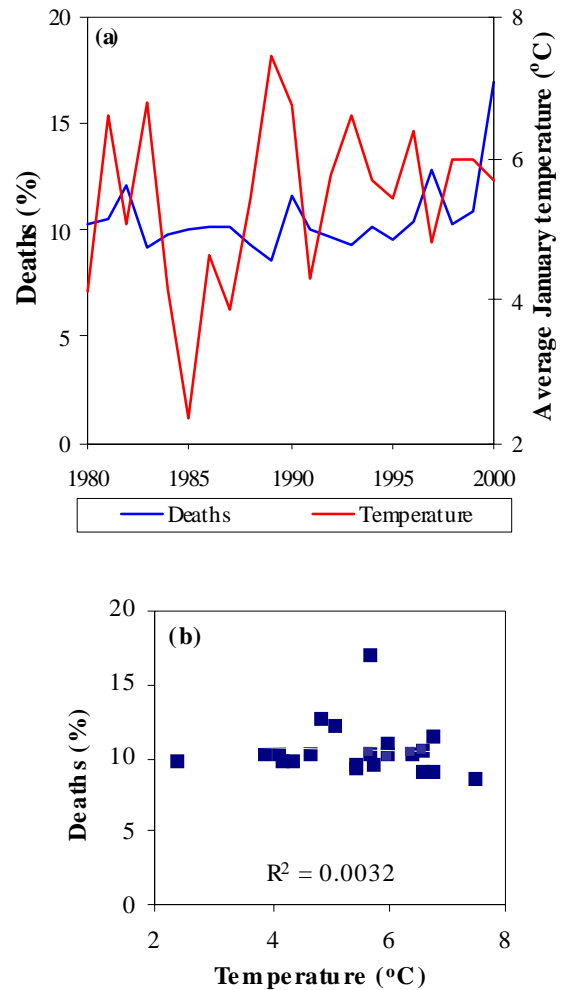 (a)
20
15
10
5
0
Deaths (%)
8
6
4
2
Average January temperature (°C)
1980 1985 1990 1995 2000
Deaths Temperature
(b)
20
15
10
5
0
Deaths (%)
R² = 0.0032
2 4 6 8
Temperature (°C)